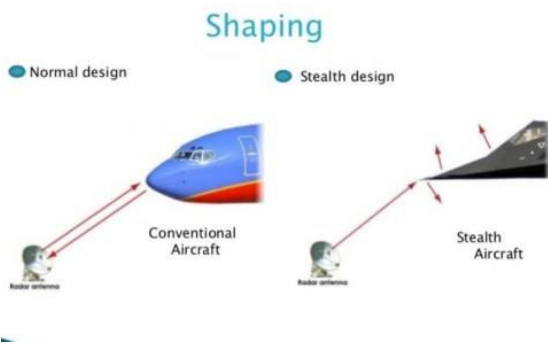 Shaping
Normal design
Stealth design
Conventional
Aircraft
Stealth
Aircraft
Radar antenna
Radar antenna